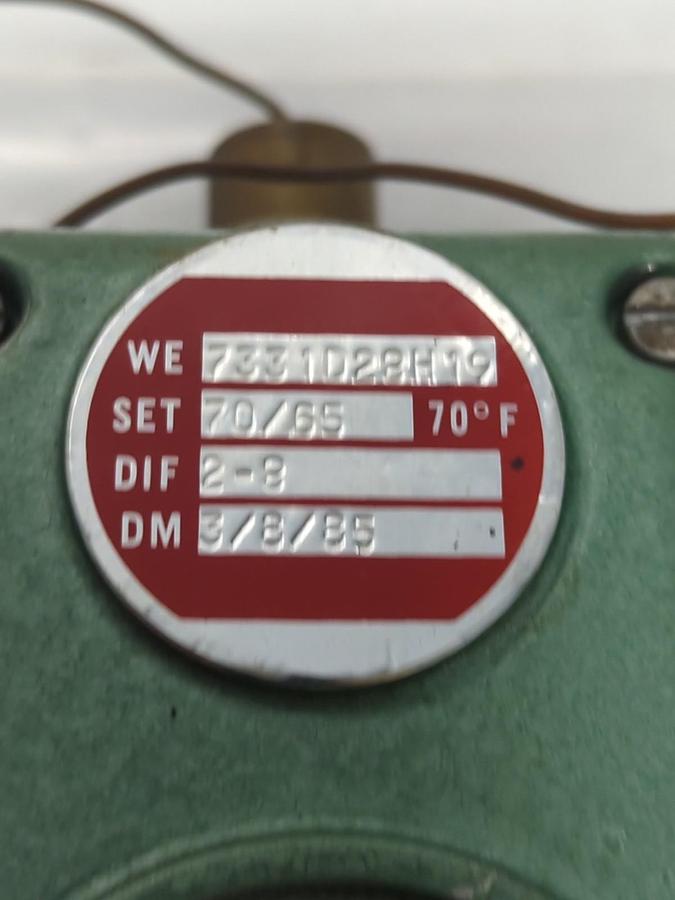 WE 7331D28H19
SET 70/65 70°F
DIF 2-8
DM 3/8/85